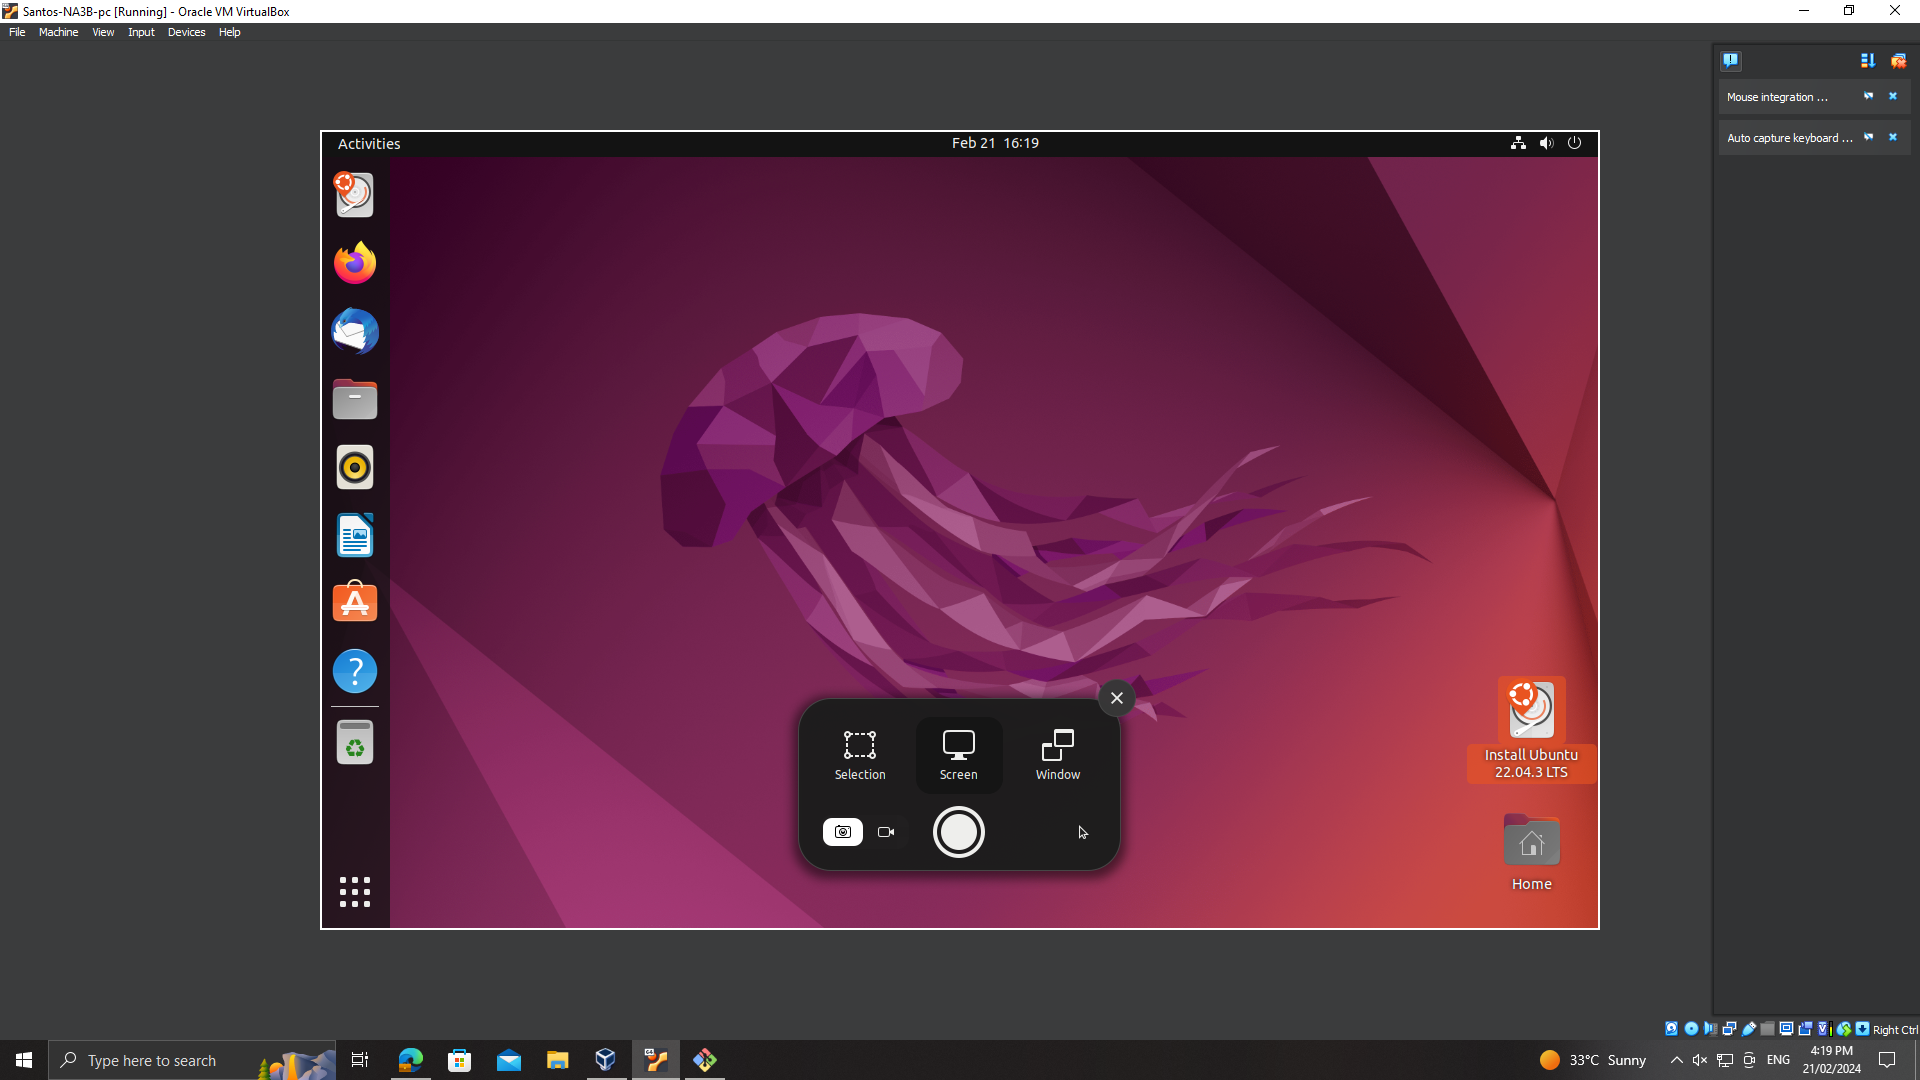 Santos-NA3B-pc [Running] - Oracle VM VirtualBox
File Machine View Input Devices Help
Mouse integration ...
Auto capture keyboard ...
Activities
Feb 21 16:19
Selection
Screen
Window
Install Ubuntu
22.04.3 LTS
Home
Right Ctrl
Type here to search
33°C Sunny
ENG
4:19 PM
21/02/2024